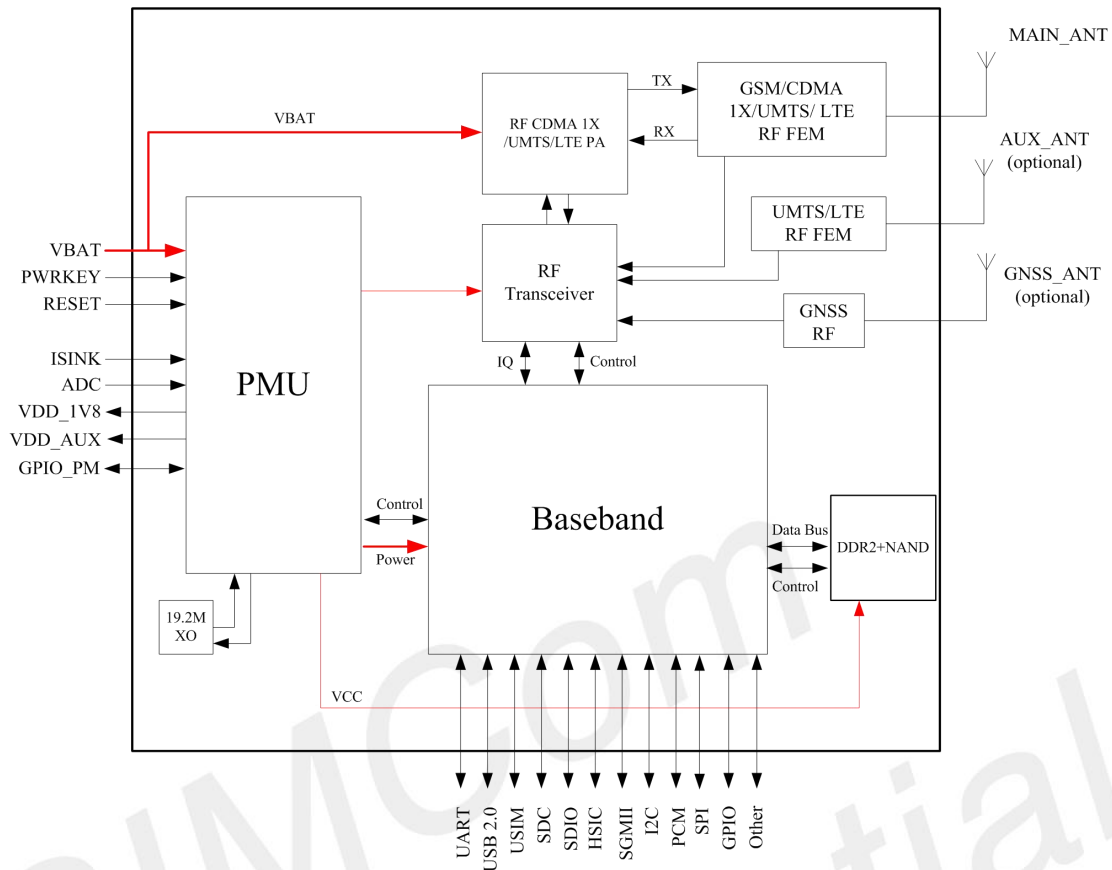 MAIN_ANT
TX
GSM/CDMA
1X/UMTS/ LTE
RF FEM
VBAT
RF CDMA 1X
/UMTS/LTE PA
RX
AUX_ANT
(optional)
UMTS/LTE
RF FEM
VBAT
PWRKEY
RESET
RF
Transceiver
GNSS_ANT
(optional)
GNSS
RF
ISINK
ADC
VDD_1V8
VDD_AUX
GPIO_PM
PMU
IQ
Control
Control
Power
Baseband
Data Bus
Control
DDR2+NAND
19.2M
XO
VCC
UART
USB 2.0
USIM
SDC
SDIO
HSIC
SGMII
I2C
PCM
SPI
GPIO
Other